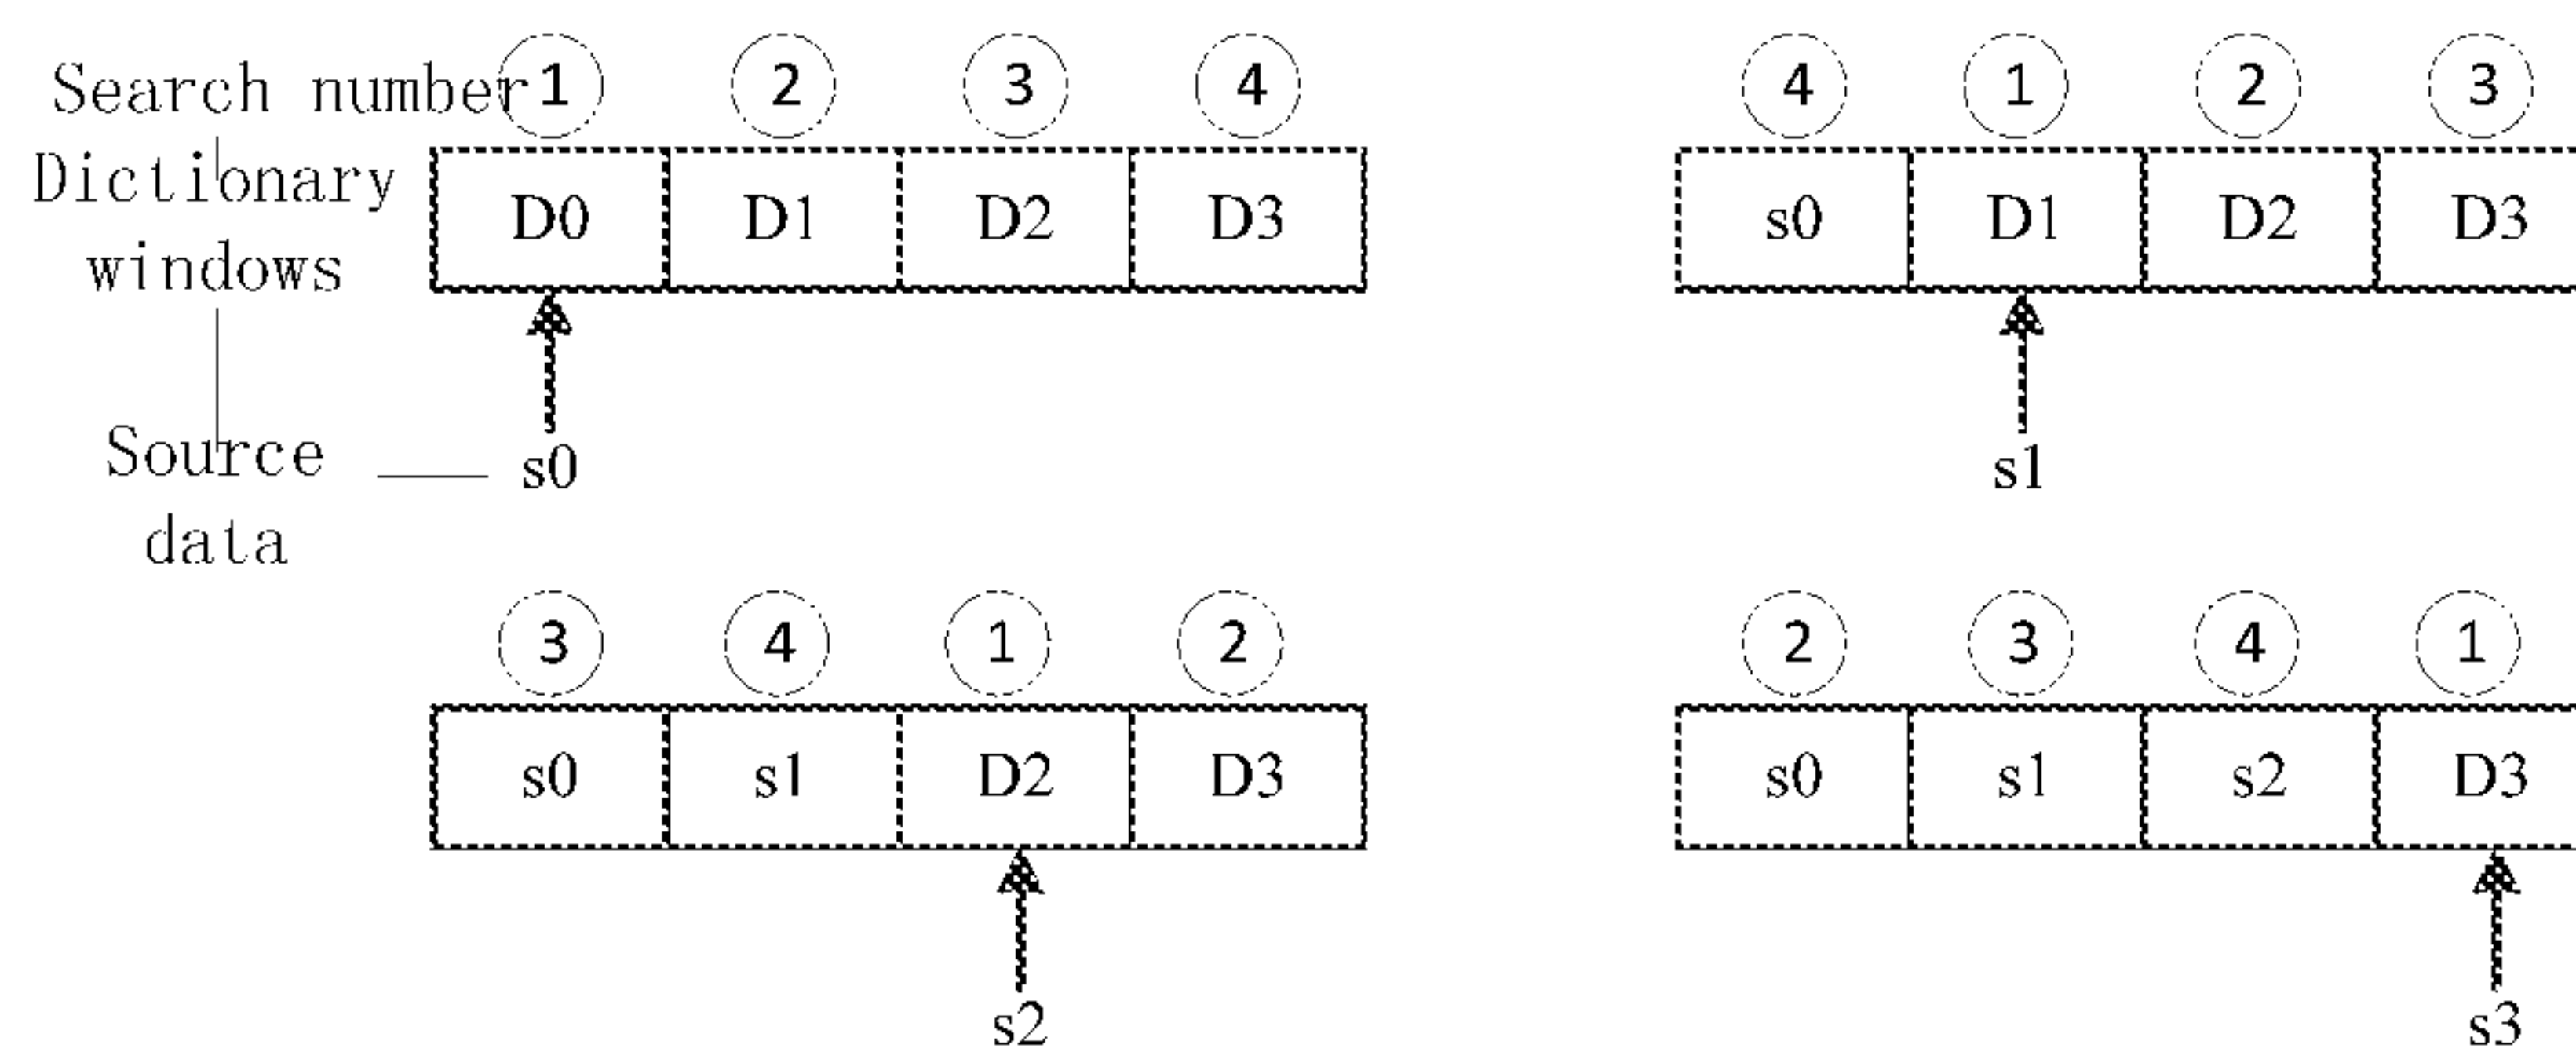 Search number 1 2 3 4 4 1 2 3
Dictionary windows D0 D1 D2 D3 s0 D1 D2 D3
Source data s0 s1
3 4 1 2 2 3 4 1
s0 s1 D2 D3 s0 s1 s2 D3
s2 s3